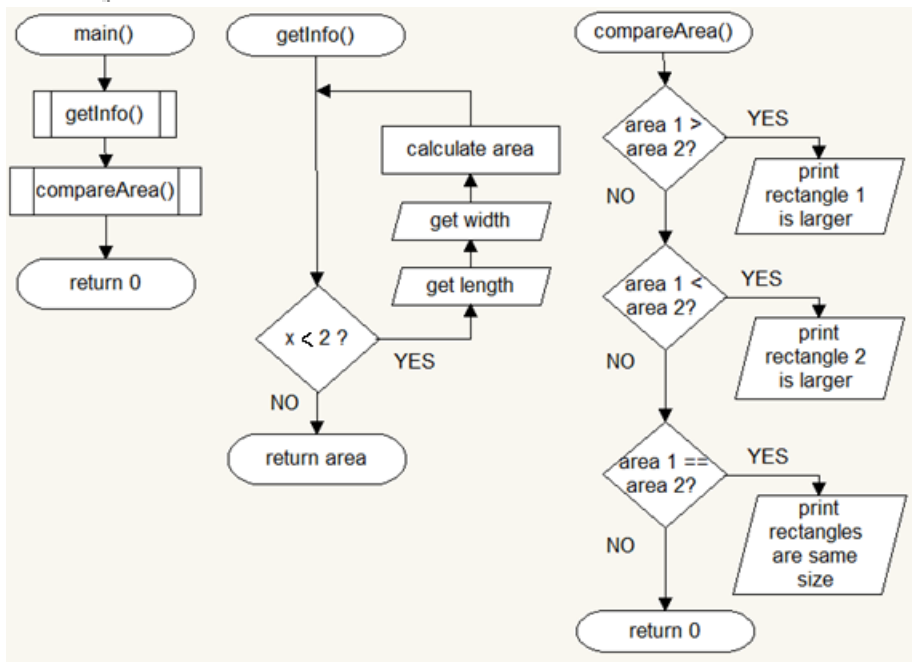 main()
getInfo()
compareArea()
return 0
getInfo()
calculate area
get width
get length
x < 2 ?
YES
NO
return area
compareArea()
area 1 >
area 2?
YES
print
rectangle 1
is larger
NO
area 1 <
area 2?
YES
print
rectangle 2
is larger
NO
area 1 ==
area 2?
YES
print
rectangles
are same
size
NO
return 0